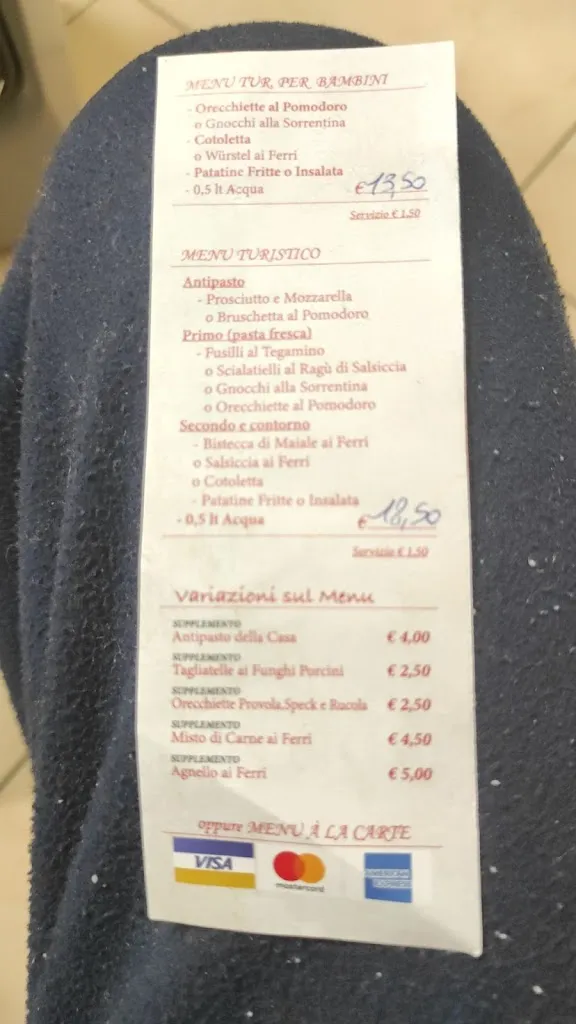 MENU TUR. PER BAMBINI
- Orecchiette al Pomodoro
o Gnocchi alla Sorrentina
- Cotoletta
o Würstel ai Ferri
- Patatine Fritte o Insalata
- 0,5 lt Acqua € 13,50
Servizio € 1,50
MENU TURISTICO
Antipasto
- Prosciutto e Mozzarella
o Bruschetta al Pomodoro
Primo (pasta fresca)
- Fusilli al Tegamino
o Scialatielli al Ragù di Salsiccia
o Gnocchi alla Sorrentina
o Orecchiette al Pomodoro
Secondo e contorno
- Bistecca di Maiale ai Ferri
o Salsiccia ai Ferri
o Cotoletta
- Patatine Fritte o Insalata
- 0,5 lt Acqua € 18,50
Servizio € 1,50
Variazioni sul Menu
SUPPLEMENTO
Antipasto della Casa € 4,00
SUPPLEMENTO
Tagliatelle ai Funghi Porcini € 2,50
SUPPLEMENTO
Orecchiette Provola,Speck e Rucola € 2,50
SUPPLEMENTO
Misto di Carne ai Ferri € 4,50
SUPPLEMENTO
Agnello ai Ferri € 5,00
oppure MENU À LA CARTE
VISA mastercard AMERICAN EXPRESS